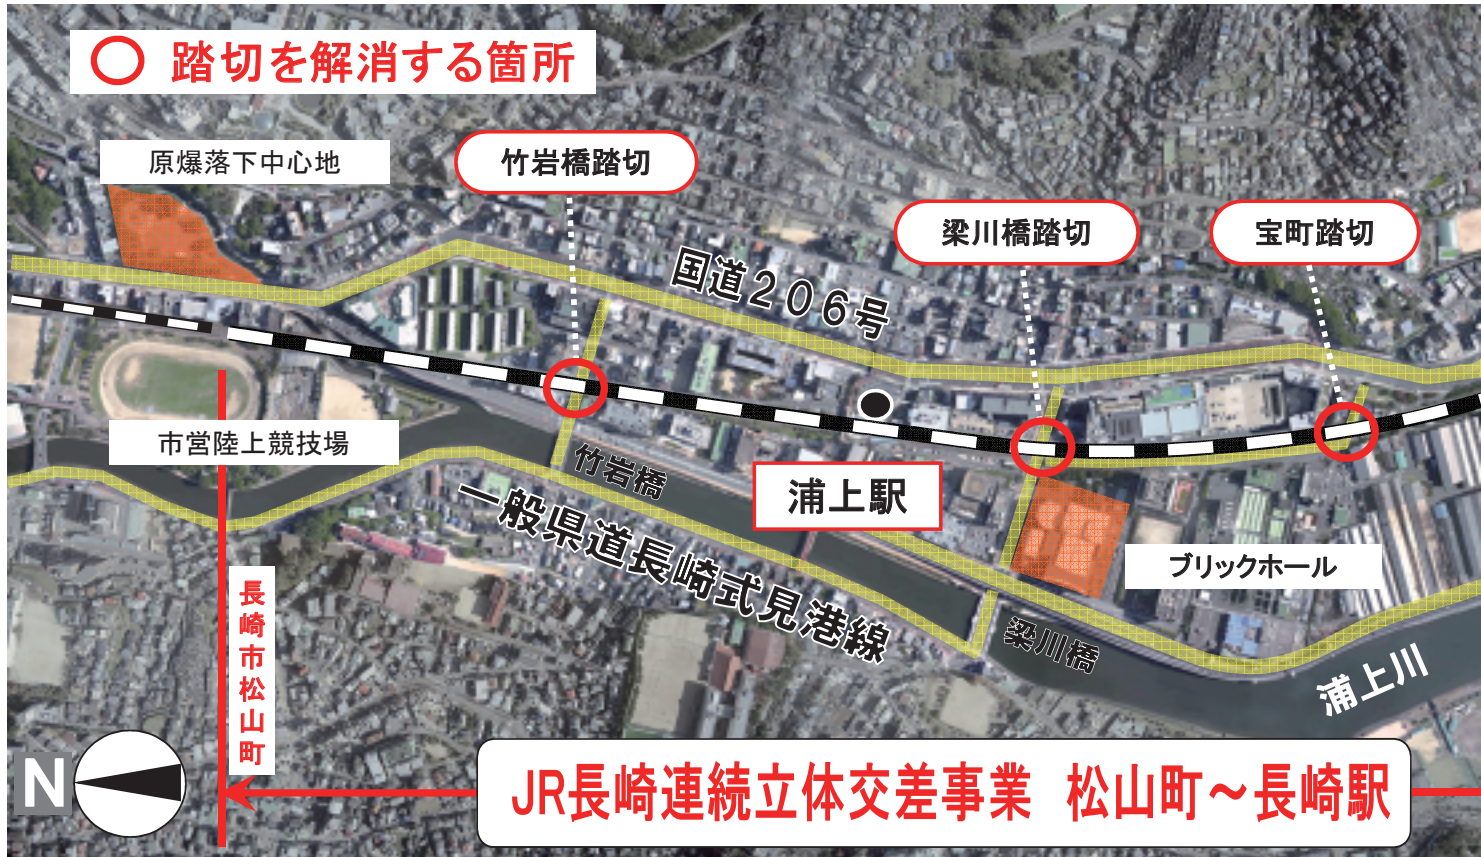 踏切を解消する箇所
原爆落下中心地
竹岩橋踏切
梁川橋踏切
宝町踏切
国道２０６号
市営陸上競技場
竹岩橋
浦上駅
一般県道長崎式見港線
ブリックホール
梁川橋
浦上川
長崎市松山町
N
JR長崎連続立体交差事業 松山町～長崎駅